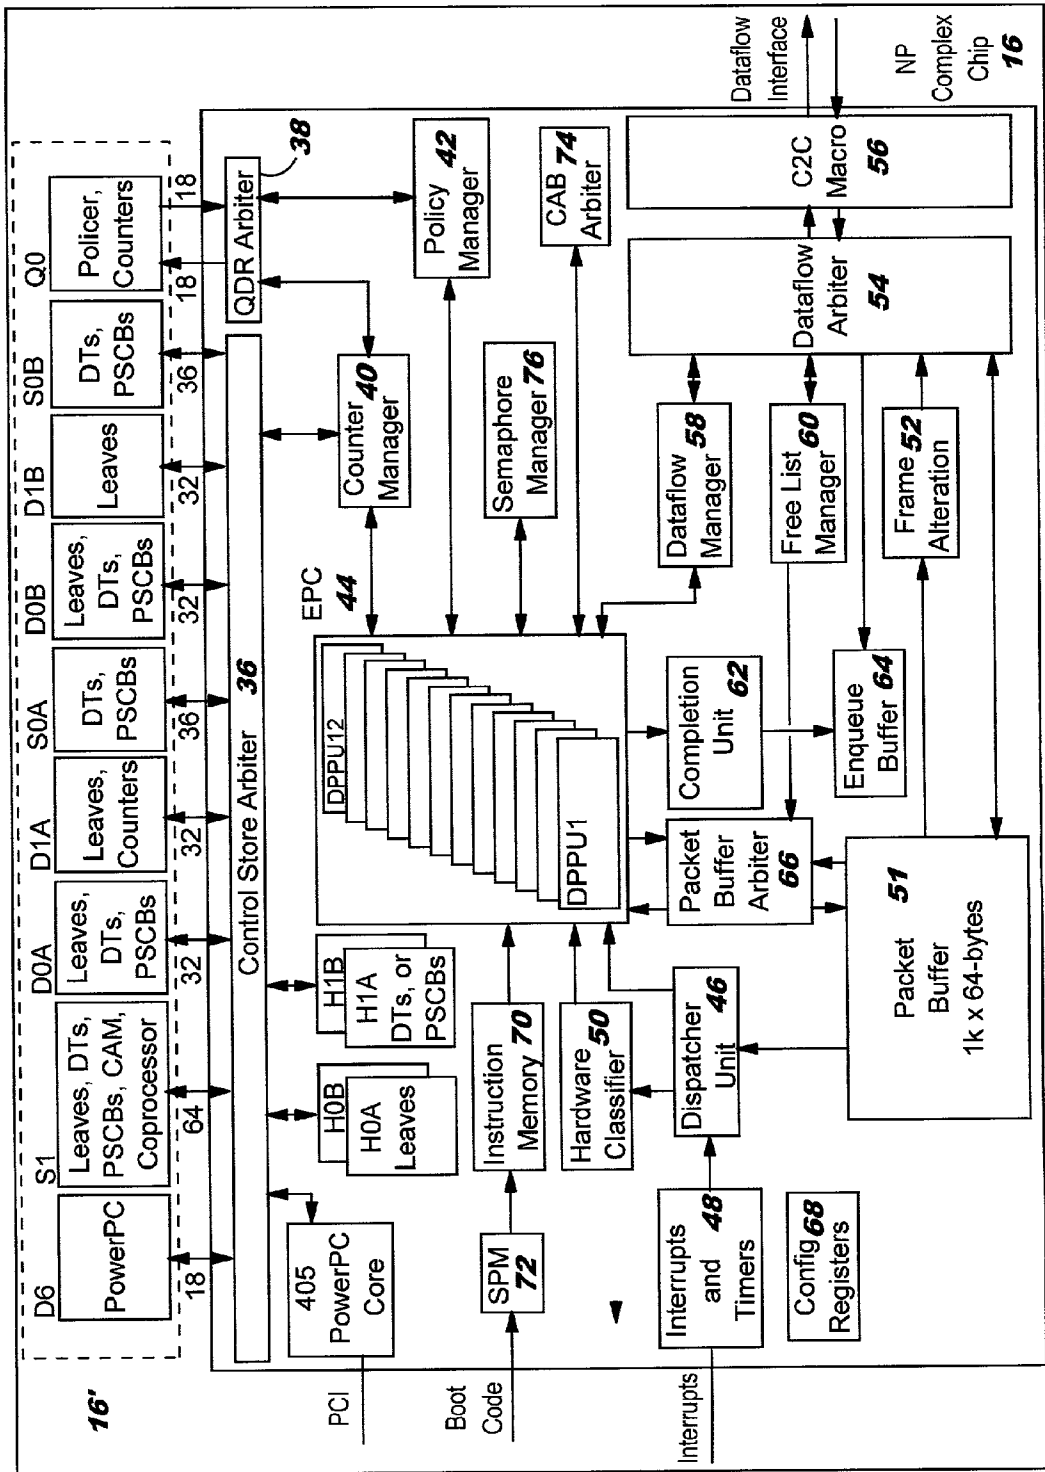 16'
D6
PowerPC
18
S1
Leaves, DTs,
PSCBs, CAM,
Coprocessor
64
D0A
Leaves,
DTs,
PSCBs
32
D1A
Leaves,
Counters
32
S0A
DTs,
PSCBs
36
D0B
Leaves,
DTs,
PSCBs
32
D1B
Leaves
32
S0B
DTs,
PSCBs
36
Q0
Policer,
Counters
18
18
Control Store Arbiter 36
QDR Arbiter
38
PCI
405
PowerPC
Core
H0B
H0A
Leaves
H1B
H1A
DTs, or
PSCBs
EPC
44
DPPU12
DPPU1
Counter 40
Manager
Policy 42
Manager
Boot
Code
SPM
72
Instruction
Memory 70
Semaphore
Manager 76
CAB 74
Arbiter
Hardware
Classifier 50
Interrupts
Interrupts
and 48
Timers
Dispatcher
Unit 46
Packet
Buffer
Arbiter
66
Completion
Unit 62
Dataflow 58
Manager
Free List 60
Manager
Enqueue
Buffer 64
Frame 52
Alteration
Dataflow
Arbiter
54
C2C
Macro
56
Dataflow
Interface
Config 68
Registers
Packet 51
Buffer
1k x 64-bytes
NP
Complex
Chip 16